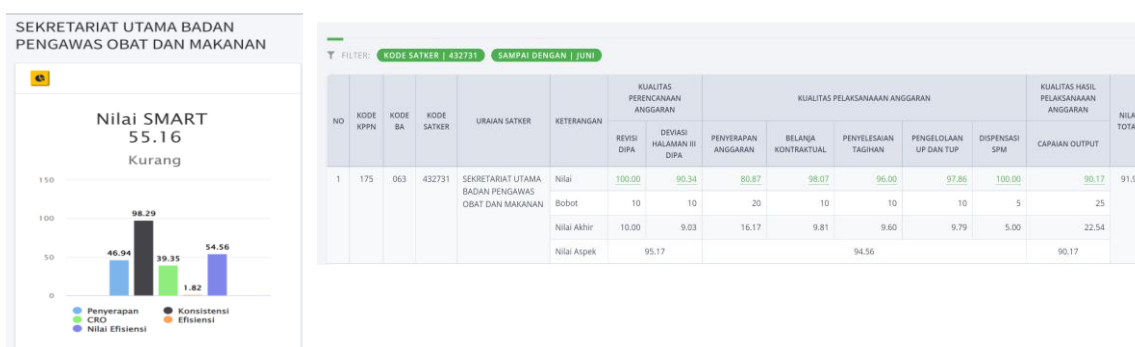 SEKRETARIAT UTAMA BADAN
PENGAWAS OBAT DAN MAKANAN
Nilai SMART
55.16
Kurang
150
100
50
0
46.94
98.29
39.35
1.82
54.56
Penyerapan
Konsistensi
CRO
Efisiensi
Nilai Efisiensi
FILTER: KODE SATKER | 432731 SAMPAI DENGAN | JUNI
NO
KODE KPPN
KODE BA
KODE SATKER
URAIAN SATKER
KETERANGAN
KUALITAS PERENCANAAN ANGGARAN
KUALITAS PELAKSANAAAN ANGGARAN
KUALITAS HASIL PELAKSANAAAN ANGGARAN
NILA
TOTA
REVISI DIPA
DEVIASI HALAMAN III DIPA
PENYERAPAN ANGGARAN
BELANJA KONTRAKTUAL
PENYELESAIAN TAGIHAN
PENGELOLAAN UP DAN TUP
DISPENSASI SPM
CAPAIAN OUTPUT
1 175 063 432731 SEKRETARIAT UTAMA BADAN PENGAWAS OBAT DAN MAKANAN
Nilai 100.00 90.34 80.87 98.07 96.00 97.86 100.00 90.17 91.9
Bobot 10 10 20 10 10 10 5 25
Nilai Akhir 10.00 9.03 16.17 9.81 9.60 9.79 5.00 22.54
Nilai Aspek 95.17 94.56 90.17